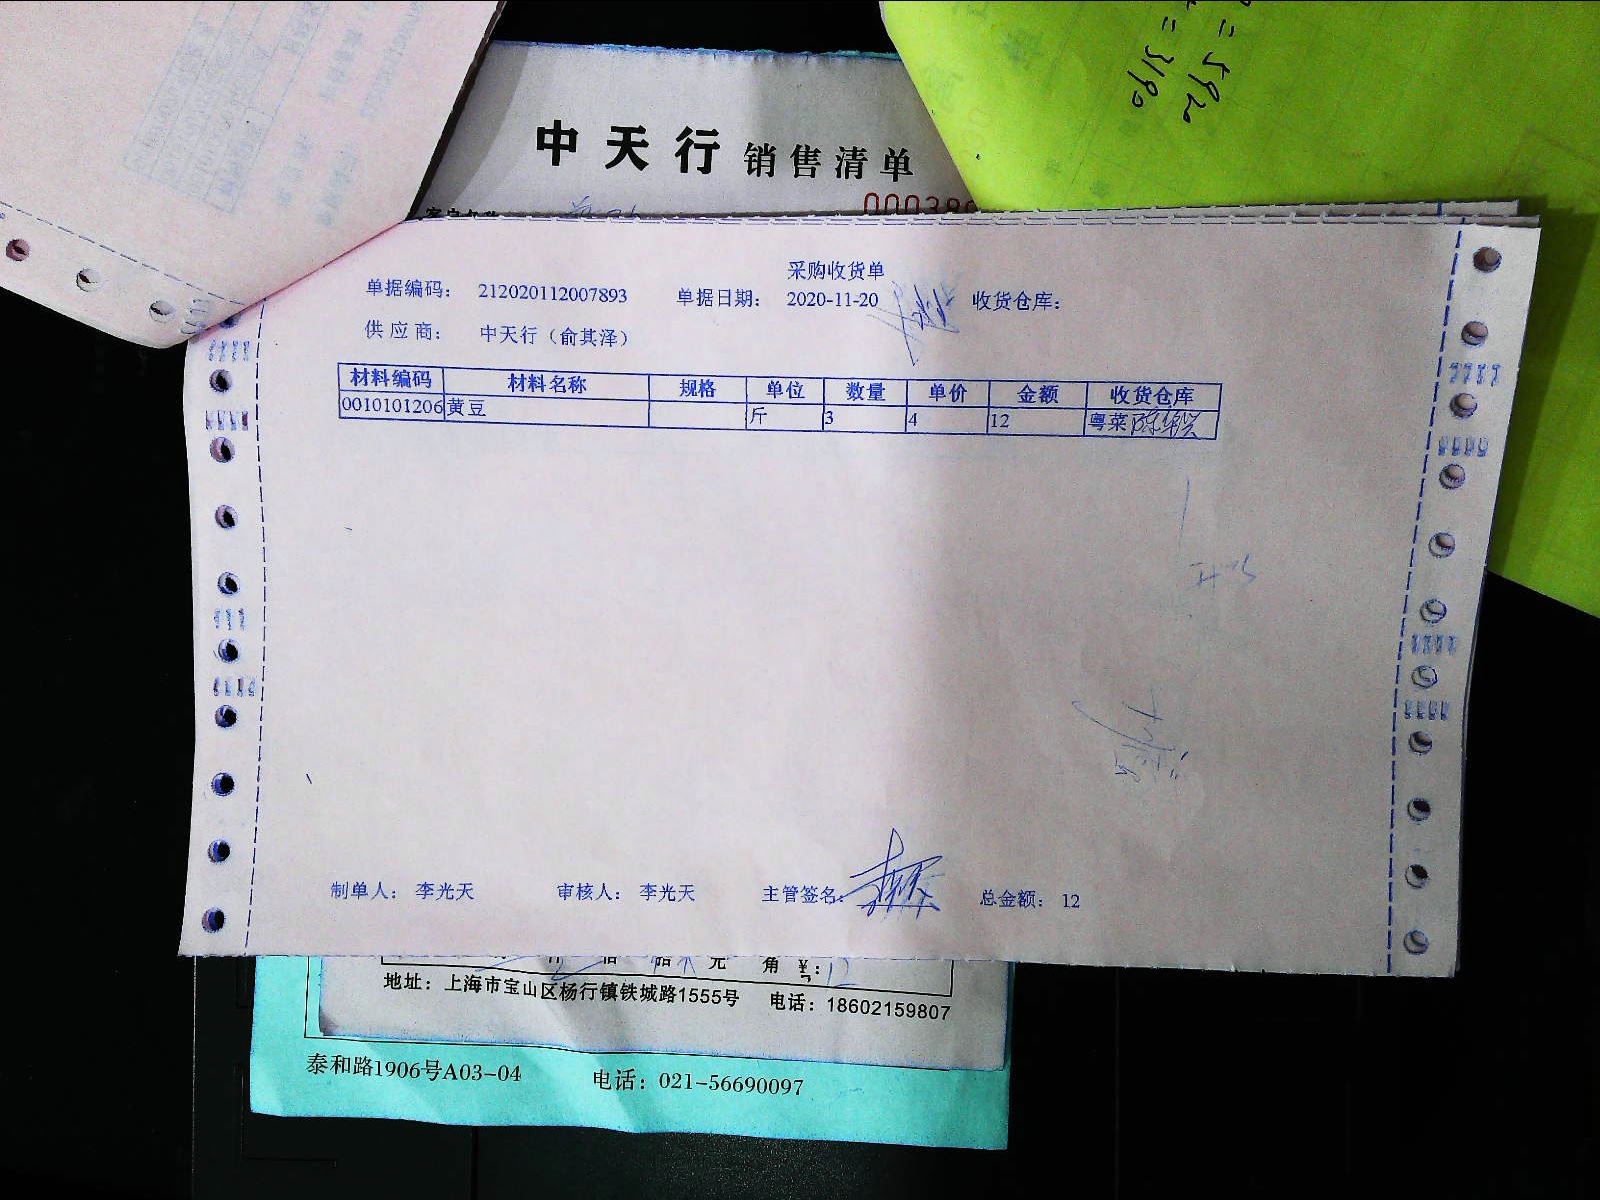 = 592
= 3190
中天行 销售清单
采购收货单
单据编码： 212020112007893 单据日期： 2020-11-20 收货仓库：
供 应 商： 中天行（俞其泽）
材料编码 材料名称 规格 单位 数量 单价 金额 收货仓库
0010101206 黄豆 斤 3 4 12 粤菜
制单人： 李光天 审核人： 李光天 主管签名： 总金额： 12
元 角 ¥：12
地址：上海市宝山区杨行镇铁城路1555号 电话：18602159807
泰和路1906号A03-04 电话：021-56690097